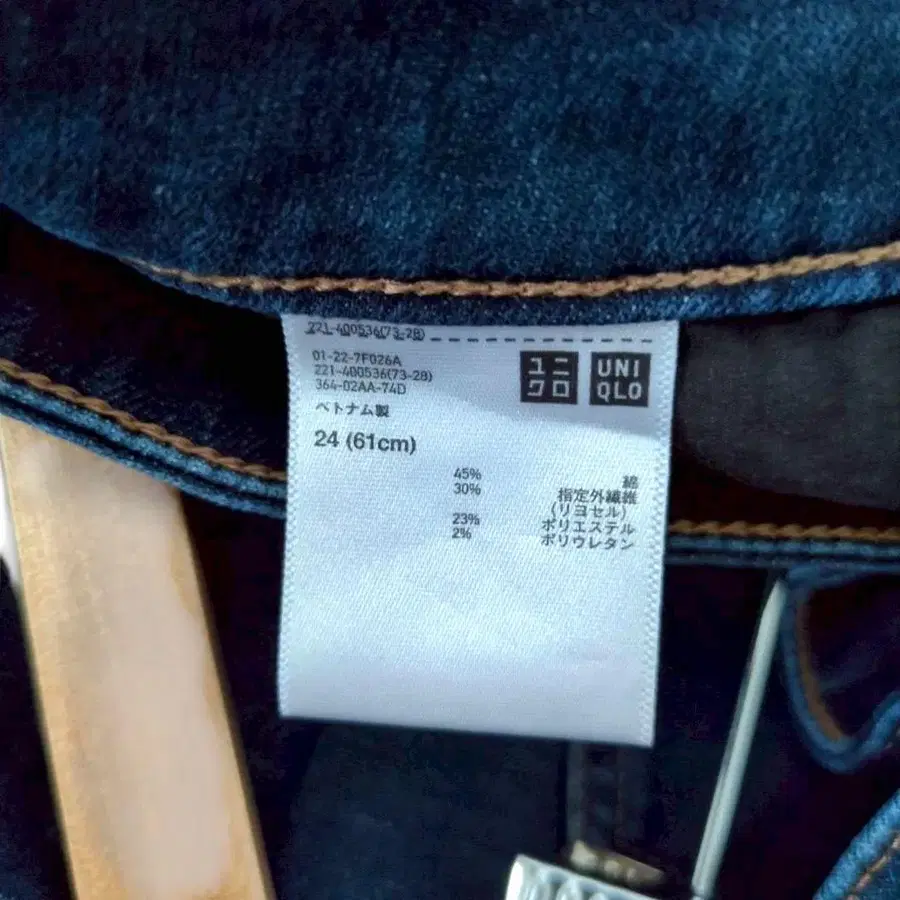 221-400536(73-28)
01-22-7F026A
221-400536(73-28)
364-02AA-74D
ベトナム製
24 (61cm)
ユニクロ
UNIQLO
45% 綿
30% 指定外繊維
(リヨセル)
23% ポリエステル
2% ポリウレタン